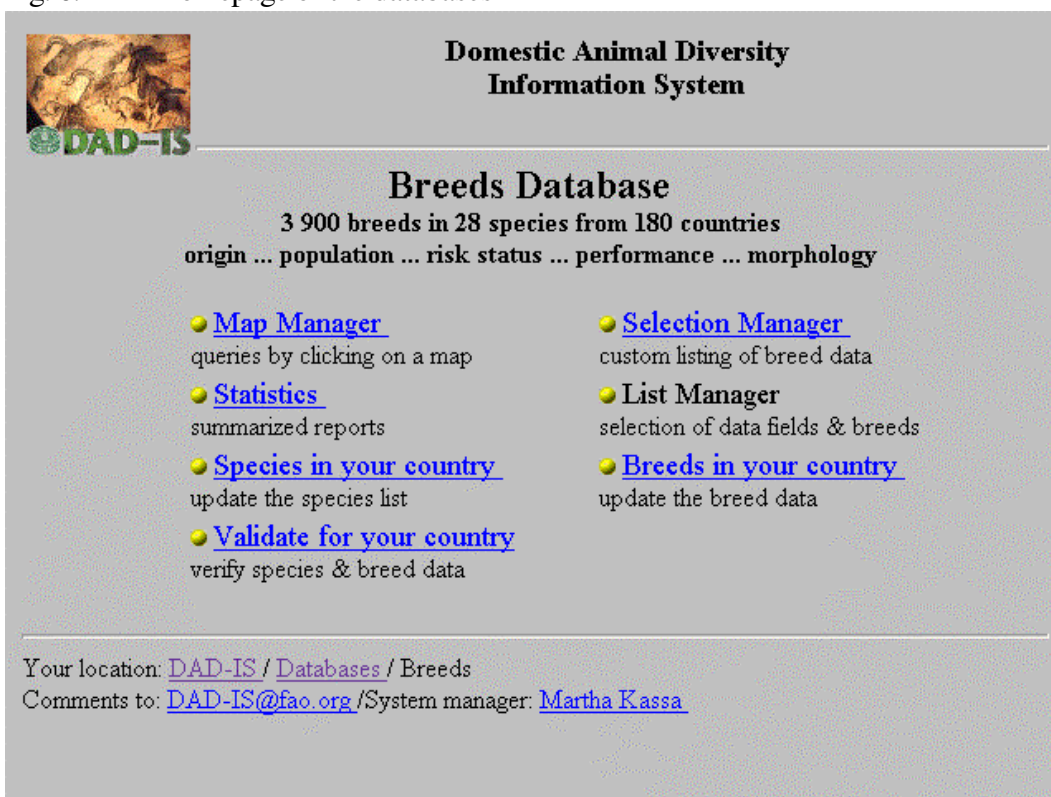 Domestic Animal Diversity
Information System
DAD-IS
Breeds Database
3 900 breeds in 28 species from 180 countries
origin ... population ... risk status ... performance ... morphology
Map Manager
queries by clicking on a map
Statistics
summarized reports
Species in your country
update the species list
Validate for your country
verify species & breed data
Selection Manager
custom listing of breed data
List Manager
selection of data fields & breeds
Breeds in your country
update the breed data
Your location: DAD-IS / Databases / Breeds
Comments to: DAD-IS@fao.org /System manager: Martha Kassa